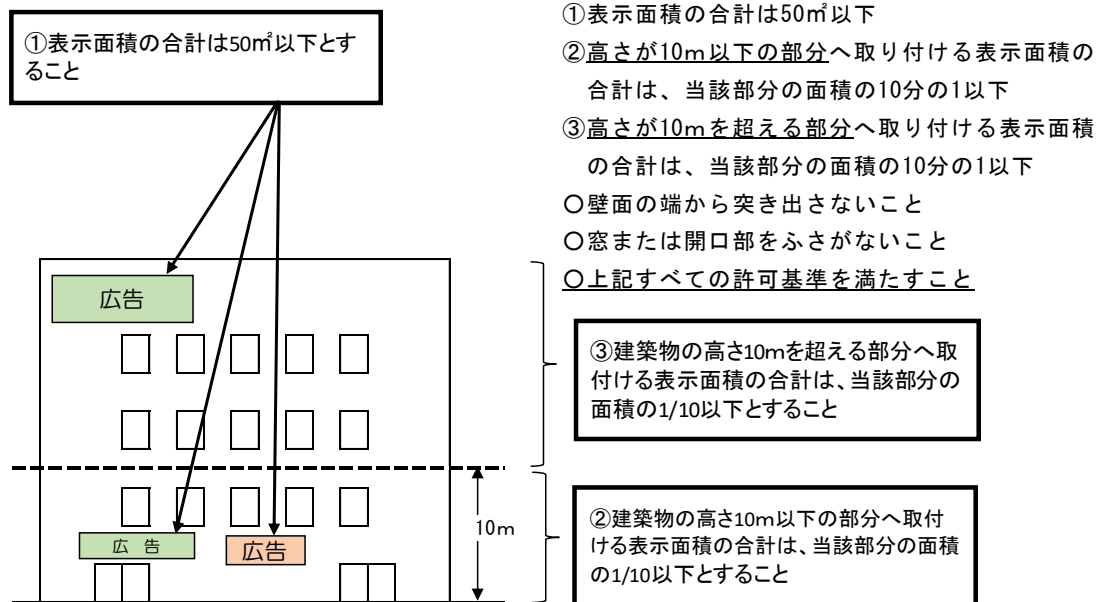 ①表示面積の合計は50㎡以下とす
ること
①表示面積の合計は50㎡以下
②高さが10ｍ以下の部分へ取り付ける表示面積の
合計は、当該部分の面積の10分の1以下
③高さが10ｍを超える部分へ取り付ける表示面積
の合計は、当該部分の面積の10分の1以下
〇壁面の端から突き出さないこと
〇窓または開口部をふさがないこと
〇上記すべての許可基準を満たすこと
広告
③建築物の高さ10ｍを超える部分へ取
付ける表示面積の合計は、当該部分の
面積の1/10以下とすること
10ｍ
広　告
広告
②建築物の高さ10ｍ以下の部分へ取付
ける表示面積の合計は、当該部分の面積
の1/10以下とすること